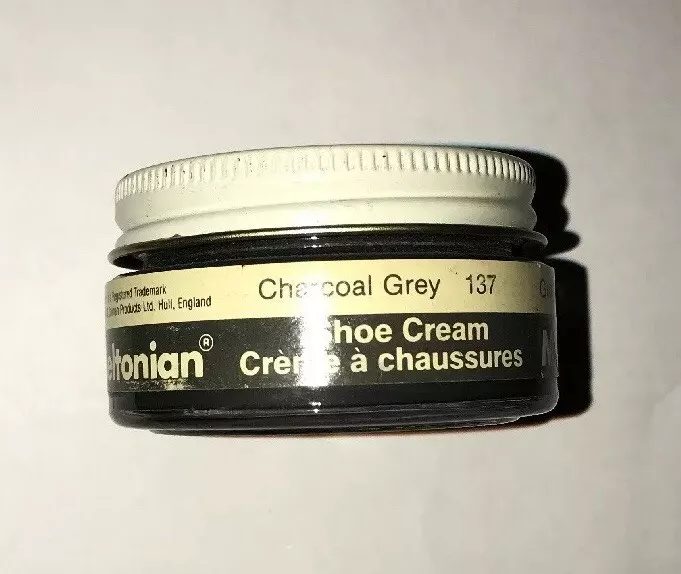 Registered Trademark
Products Ltd. Hull, England
Charcoal Grey 137
eltonian®
Shoe Cream
Crème à chaussures